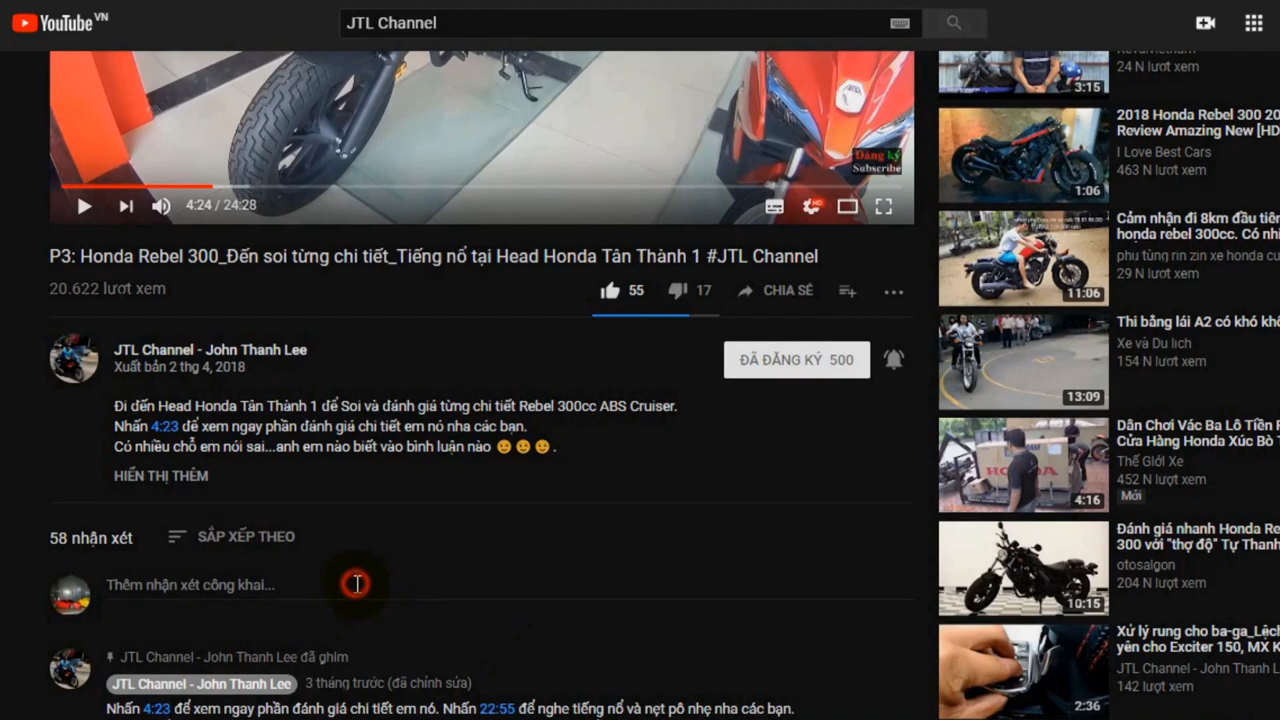 YouTube VN
JTL Channel
Đăng ký
Subscribe
4:24 / 24:28
HD
P3: Honda Rebel 300_Đến soi từng chi tiết_Tiếng nổ tại Head Honda Tân Thành 1 #JTL Channel
20.622 lượt xem
55
17
CHIA SẺ
JTL Channel - John Thanh Lee
Xuất bản 2 thg 4, 2018
ĐÃ ĐĂNG KÝ 500
Đi đến Head Honda Tân Thành 1 để Soi và đánh giá từng chi tiết Rebel 300cc ABS Cruiser.
Nhấn 4:23 để xem ngay phần đánh giá chi tiết em nó nha các bạn.
Có nhiều chỗ em nói sai...anh em nào biết vào bình luận nào 😉 😉 😉 .
HIỂN THỊ THÊM
58 nhận xét
SẮP XẾP THEO
Thêm nhận xét công khai...
JTL Channel - John Thanh Lee đã ghim
JTL Channel - John Thanh Lee 3 tháng trước (đã chỉnh sửa)
Nhấn 4:23 để xem ngay phần đánh giá chi tiết em nó. Nhấn 22:55 để nghe tiếng nổ và nẹt pô nhẹ nha các bạn.
24 N lượt xem
3:15
2018 Honda Rebel 300 20
Review Amazing New [HD
I Love Best Cars
463 N lượt xem
1:06
Cảm nhận đi 8km đầu tiên
honda rebel 300cc. Có nhi
phu tùng rin zin xe honda cu
29 N lượt xem
11:06
Thi bằng lái A2 có khó khô
Xe và Du lịch
154 N lượt xem
13:09
Dân Chơi Vác Ba Lô Tiền
Cửa Hàng Honda Xúc Bò
Thế Giới Xe
452 N lượt xem
Mới
HONDA
4:16
Đánh giá nhanh Honda Re
300 với "thợ độ" Tự Thanh
otosaigon
204 N lượt xem
10:15
Xử lý rung cho ba-ga_Lệch
yên cho Exciter 150, MX K
JTL Channel - John Thanh L
142 lượt xem
2:36